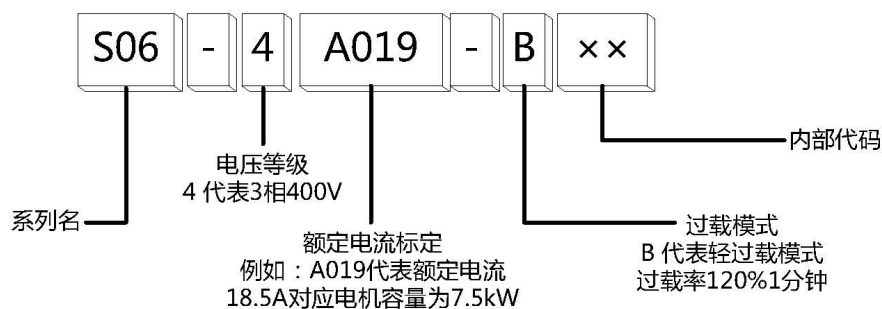 S06 - 4 A019 - B ××
内部代码
电压等级
4 代表3相400V
系列名
过载模式
B 代表轻过载模式
过载率120%1分钟
额定电流标定
例如：A019代表额定电流
18.5A对应电机容量为7.5kW